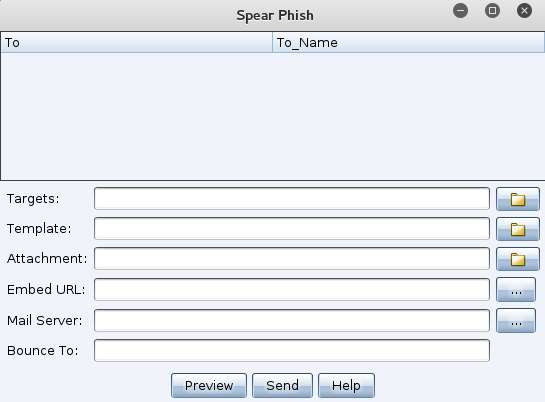 Spear Phish
To To_Name
Targets:
Template:
Attachment:
Embed URL: ...
Mail Server: ...
Bounce To:
Preview Send Help